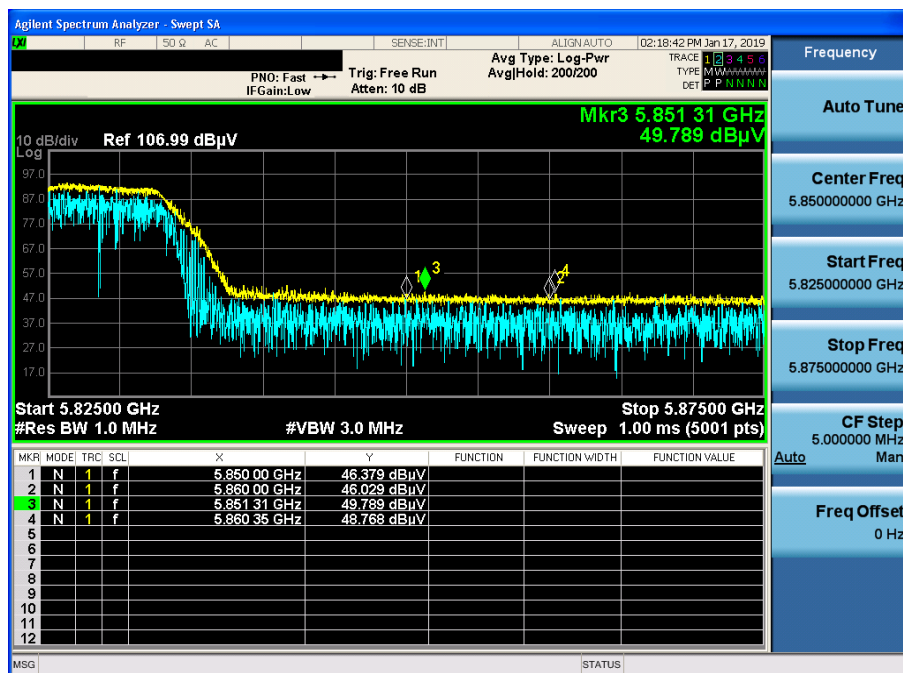 Agilent Spectrum Analyzer - Swept SA
LXI RF 50 Ω AC SENSE:INT ALIGN AUTO 02:18:42 PM Jan 17, 2019
PNO: Fast IFGain:Low Trig: Free Run Atten: 10 dB Avg Type: Log-Pwr Avg|Hold: 200/200
TRACE 1 2 3 4 5 6
TYPE M W
DET P P N N N N
Mkr3 5.851 31 GHz
49.789 dBµV
10 dB/div Ref 106.99 dBµV
Log
97.0
87.0
77.0
67.0
57.0
47.0
37.0
27.0
17.0
1 3 2 4
Start 5.82500 GHz Stop 5.87500 GHz
#Res BW 1.0 MHz #VBW 3.0 MHz Sweep 1.00 ms (5001 pts)
MKR MODE TRC SCL X Y FUNCTION FUNCTION WIDTH FUNCTION VALUE
1 N 1 f 5.850 00 GHz 46.379 dBµV
2 N 1 f 5.860 00 GHz 46.029 dBµV
3 N 1 f 5.851 31 GHz 49.789 dBµV
4 N 1 f 5.860 35 GHz 48.768 dBµV
5
6
7
8
9
10
11
12
MSG STATUS
Frequency
Auto Tune
Center Freq
5.850000000 GHz
Start Freq
5.825000000 GHz
Stop Freq
5.875000000 GHz
CF Step
5.000000 MHz
Auto Man
Freq Offset
0 Hz